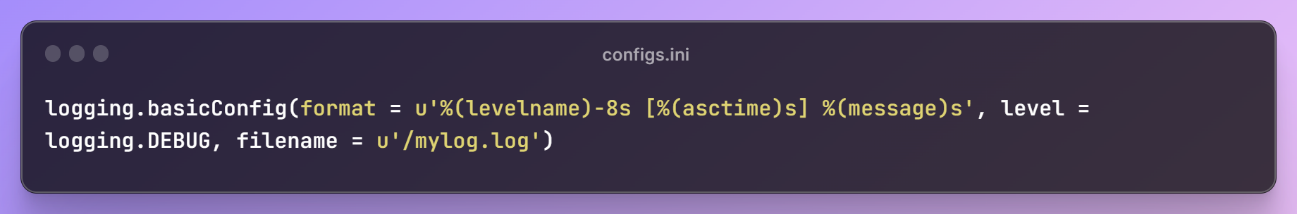 configs.ini
logging.basicConfig(format = u'%(levelname)-8s [%(asctime)s] %(message)s', level =
logging.DEBUG, filename = u'/mylog.log')